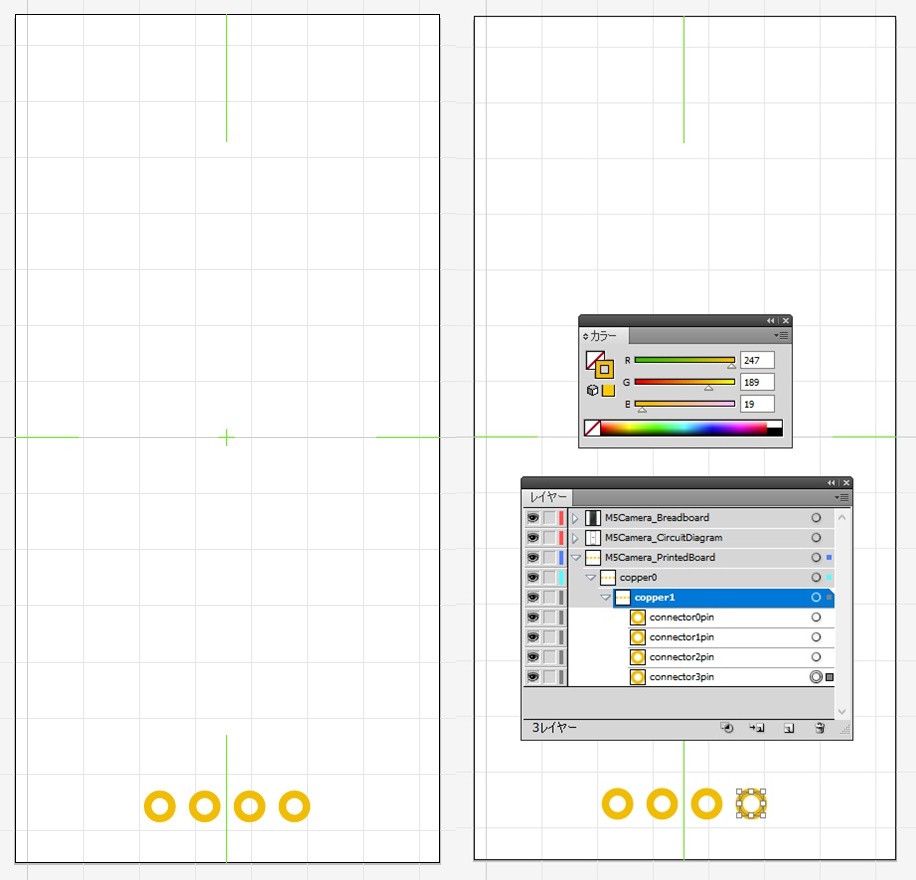 カラー
R 247
G 189
B 19
レイヤー
M5Camera_Breadboard
M5Camera_CircuitDiagram
M5Camera_PrintedBoard
copper0
copper1
connector0pin
connector1pin
connector2pin
connector3pin
3レイヤー